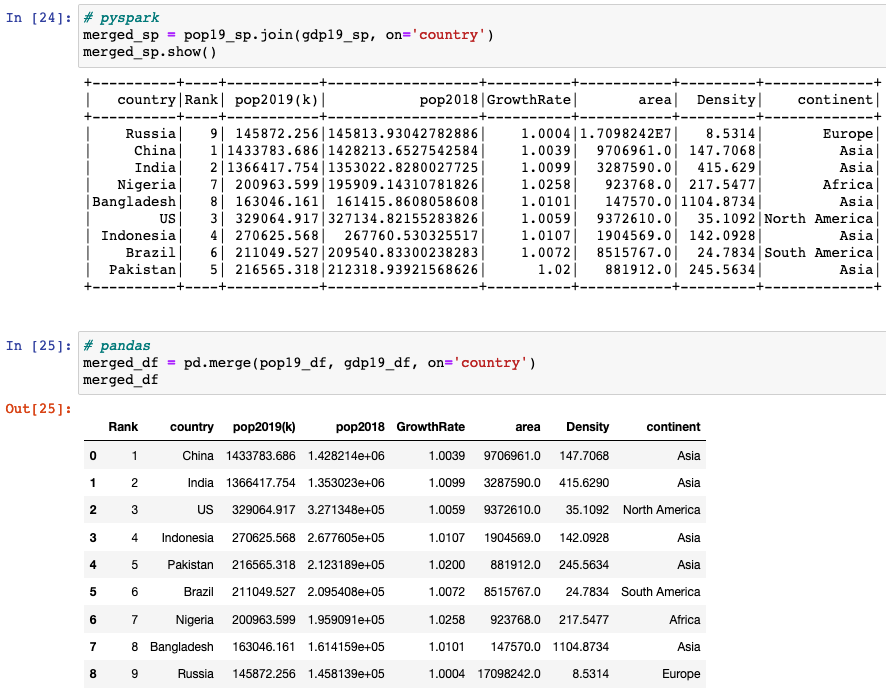 In [24]: # pyspark
merged_sp = pop19_sp.join(gdp19_sp, on='country')
merged_sp.show()
+----------+----+-----------+------------------+----------+-----------+---------+-------------+
|   country|Rank| pop2019(k)|           pop2018|GrowthRate|       area|  Density|    continent|
+----------+----+-----------+------------------+----------+-----------+---------+-------------+
|    Russia|   9| 145872.256|145813.93042782886|    1.0004|1.7098242E7|   8.5314|       Europe|
|     China|   1|1433783.686|1428213.6527542584|    1.0039|  9706961.0| 147.7068|         Asia|
|     India|   2|1366417.754|1353022.8280027725|    1.0099|  3287590.0|  415.629|         Asia|
|   Nigeria|   7| 200963.599|195909.14310781826|    1.0258|   923768.0| 217.5477|       Africa|
|Bangladesh|   8| 163046.161| 161415.8608058608|    1.0101|   147570.0|1104.8734|         Asia|
|        US|   3| 329064.917|327134.82155283826|    1.0059|  9372610.0|  35.1092|North America|
| Indonesia|   4| 270625.568|  267760.530325517|    1.0107|  1904569.0| 142.0928|         Asia|
|    Brazil|   6| 211049.527|209540.83300238283|    1.0072|  8515767.0|  24.7834|South America|
|  Pakistan|   5| 216565.318|212318.93921568626|      1.02|   881912.0| 245.5634|         Asia|
+----------+----+-----------+------------------+----------+-----------+---------+-------------+
In [25]: # pandas
merged_df = pd.merge(pop19_df, gdp19_df, on='country')
merged_df
Out[25]:
Rank country pop2019(k) pop2018 GrowthRate area Density continent
0 1 China 1433783.686 1.428214e+06 1.0039 9706961.0 147.7068 Asia
1 2 India 1366417.754 1.353023e+06 1.0099 3287590.0 415.6290 Asia
2 3 US 329064.917 3.271348e+05 1.0059 9372610.0 35.1092 North America
3 4 Indonesia 270625.568 2.677605e+05 1.0107 1904569.0 142.0928 Asia
4 5 Pakistan 216565.318 2.123189e+05 1.0200 881912.0 245.5634 Asia
5 6 Brazil 211049.527 2.095408e+05 1.0072 8515767.0 24.7834 South America
6 7 Nigeria 200963.599 1.959091e+05 1.0258 923768.0 217.5477 Africa
7 8 Bangladesh 163046.161 1.614159e+05 1.0101 147570.0 1104.8734 Asia
8 9 Russia 145872.256 1.458139e+05 1.0004 17098242.0 8.5314 Europe